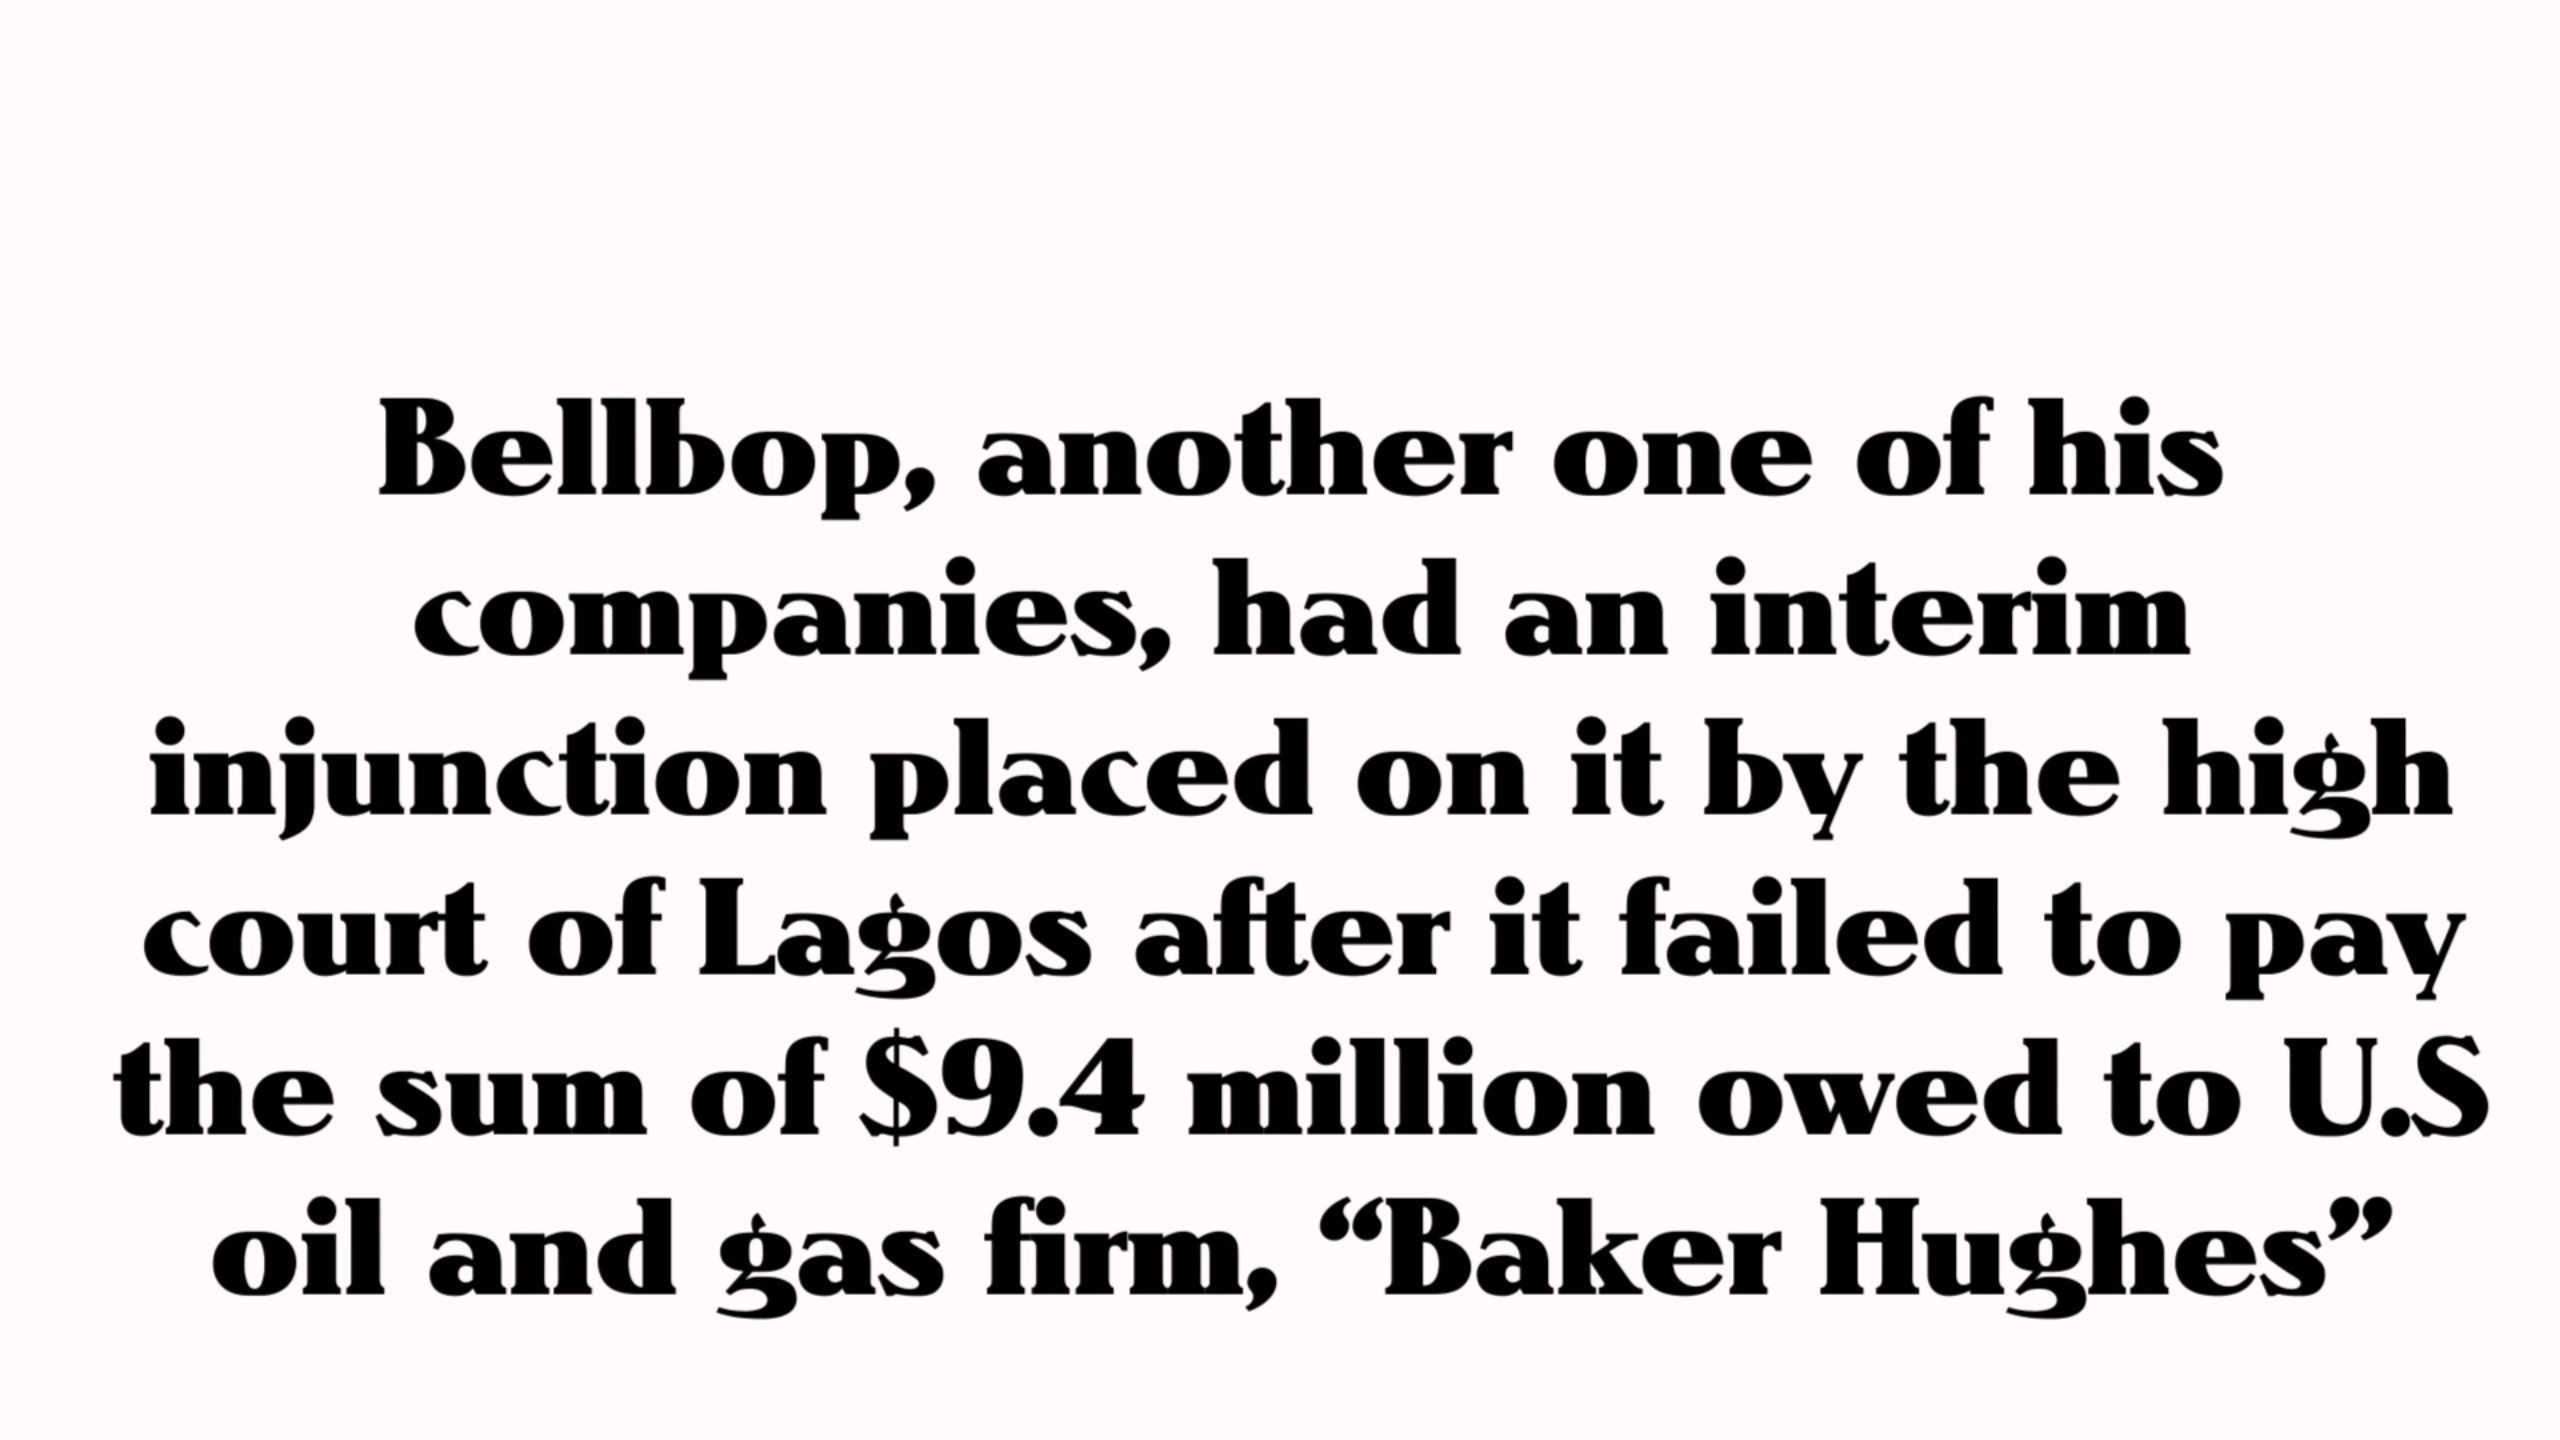 Bellbop, another one of his
companies, had an interim
injunction placed on it by the high
court of Lagos after it failed to pay
the sum of $9.4 million owed to U.S
oil and gas firm, “Baker Hughes”